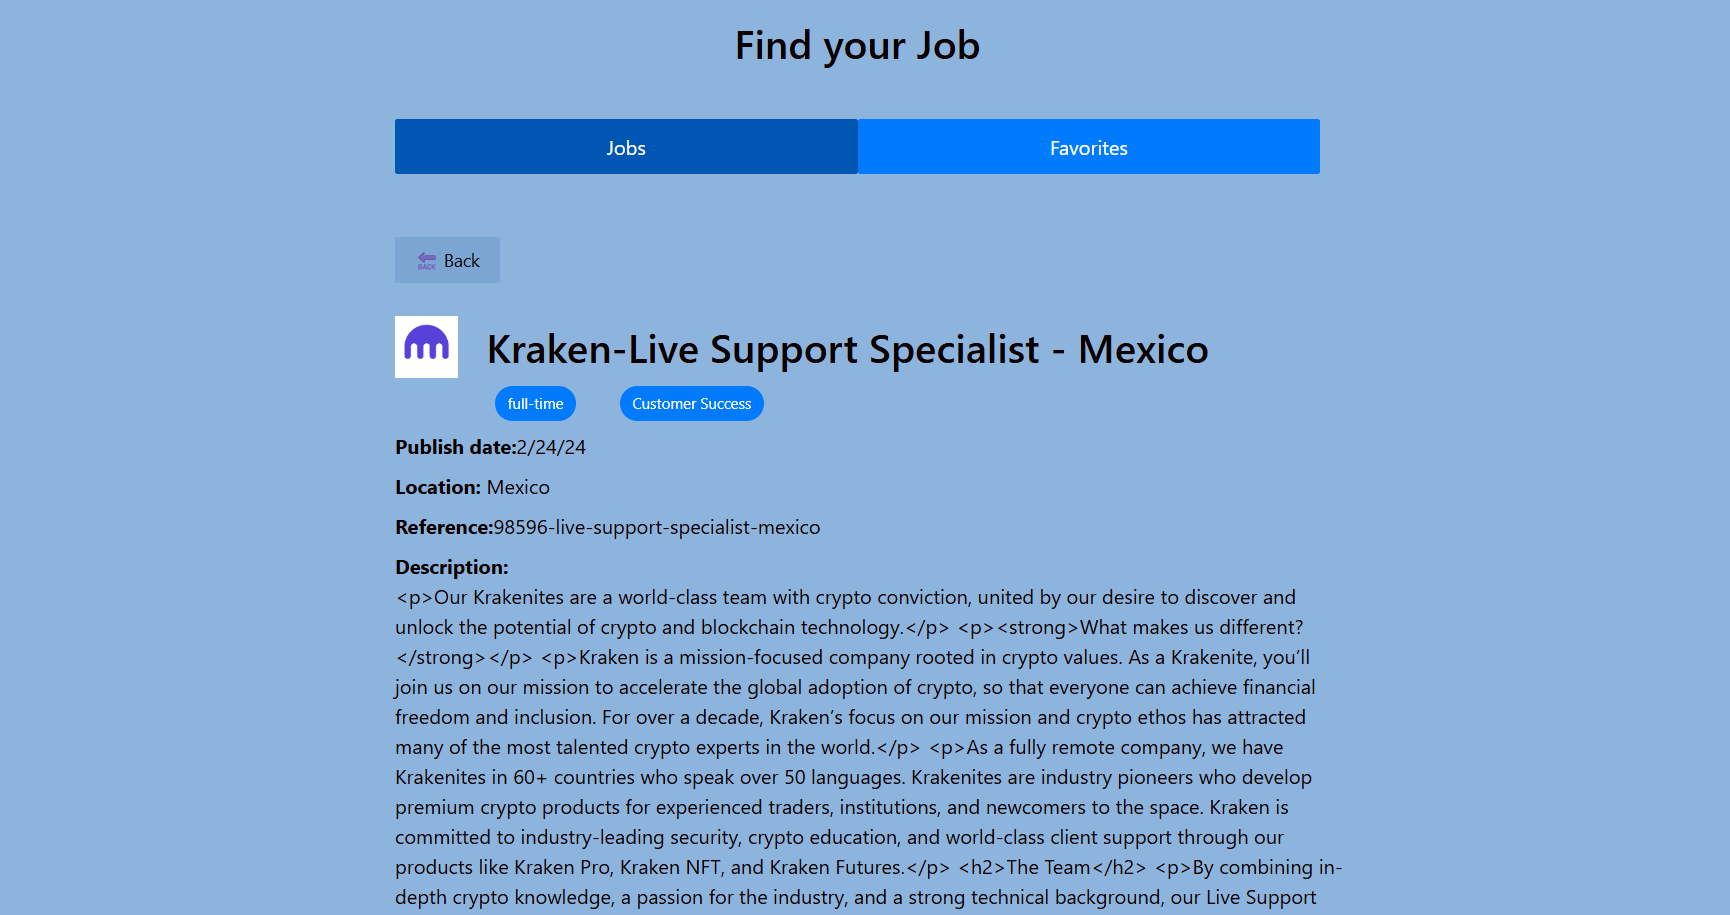 Find your Job
Jobs
Favorites
BACK Back
Kraken-Live Support Specialist - Mexico
full-time
Customer Success
Publish date:2/24/24
Location: Mexico
Reference:98596-live-support-specialist-mexico
Description:
<p>Our Krakenites are a world-class team with crypto conviction, united by our desire to discover and
unlock the potential of crypto and blockchain technology.</p> <p><strong>What makes us different?
</strong></p> <p>Kraken is a mission-focused company rooted in crypto values. As a Krakenite, you’ll
join us on our mission to accelerate the global adoption of crypto, so that everyone can achieve financial
freedom and inclusion. For over a decade, Kraken’s focus on our mission and crypto ethos has attracted
many of the most talented crypto experts in the world.</p> <p>As a fully remote company, we have
Krakenites in 60+ countries who speak over 50 languages. Krakenites are industry pioneers who develop
premium crypto products for experienced traders, institutions, and newcomers to the space. Kraken is
committed to industry-leading security, crypto education, and world-class client support through our
products like Kraken Pro, Kraken NFT, and Kraken Futures.</p> <h2>The Team</h2> <p>By combining in-
depth crypto knowledge, a passion for the industry, and a strong technical background, our Live Support